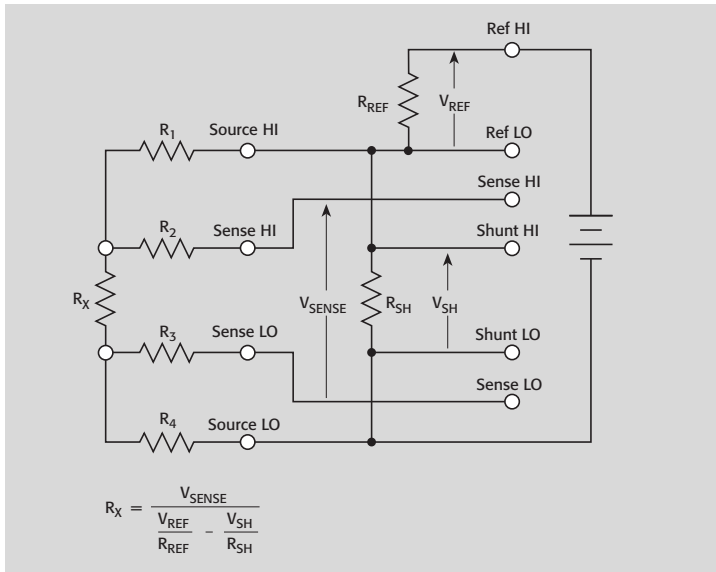 Ref HI
R_REF
V_REF
R_1
Source HI
Ref LO
Sense HI
R_2
Sense HI
Shunt HI
R_X
V_SENSE
R_SH
V_SH
R_3
Sense LO
Shunt LO
Sense LO
R_4
Source LO
R_X = V_SENSE / (V_REF / R_REF - V_SH / R_SH)